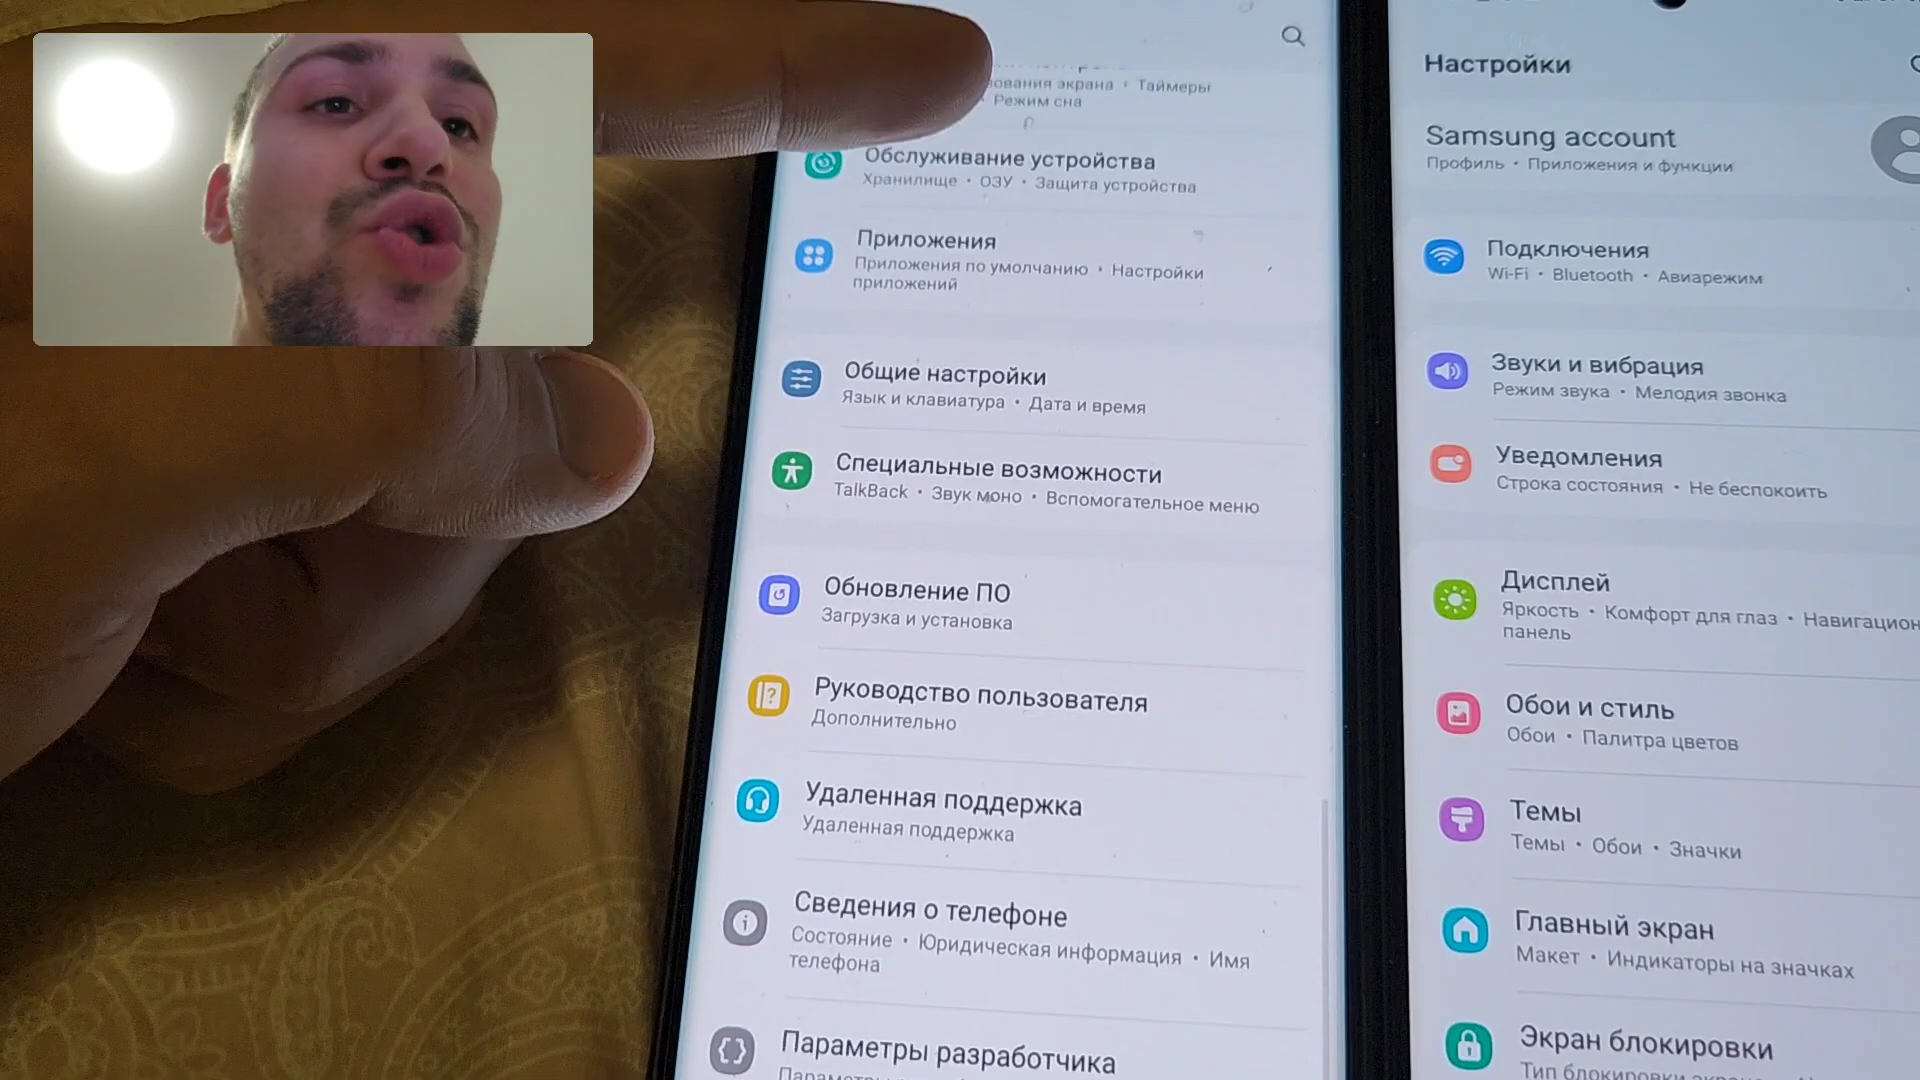 ования экрана • Таймеры
• Режим сна
Обслуживание устройства
Хранилище • ОЗУ • Защита устройства
Приложения
Приложения по умолчанию • Настройки
приложений
Общие настройки
Язык и клавиатура • Дата и время
Специальные возможности
TalkBack • Звук моно • Вспомогательное меню
Обновление ПО
Загрузка и установка
Руководство пользователя
Дополнительно
Удаленная поддержка
Удаленная поддержка
Сведения о телефоне
Состояние • Юридическая информация • Имя
телефона
Параметры разработчика
Настройки
Samsung account
Профиль • Приложения и функции
Подключения
Wi-Fi • Bluetooth • Авиарежим
Звуки и вибрация
Режим звука • Мелодия звонка
Уведомления
Строка состояния • Не беспокоить
Дисплей
Яркость • Комфорт для глаз • Навигацион
панель
Обои и стиль
Обои • Палитра цветов
Темы
Темы • Обои • Значки
Главный экран
Макет • Индикаторы на значках
Экран блокировки
Тип блокировки